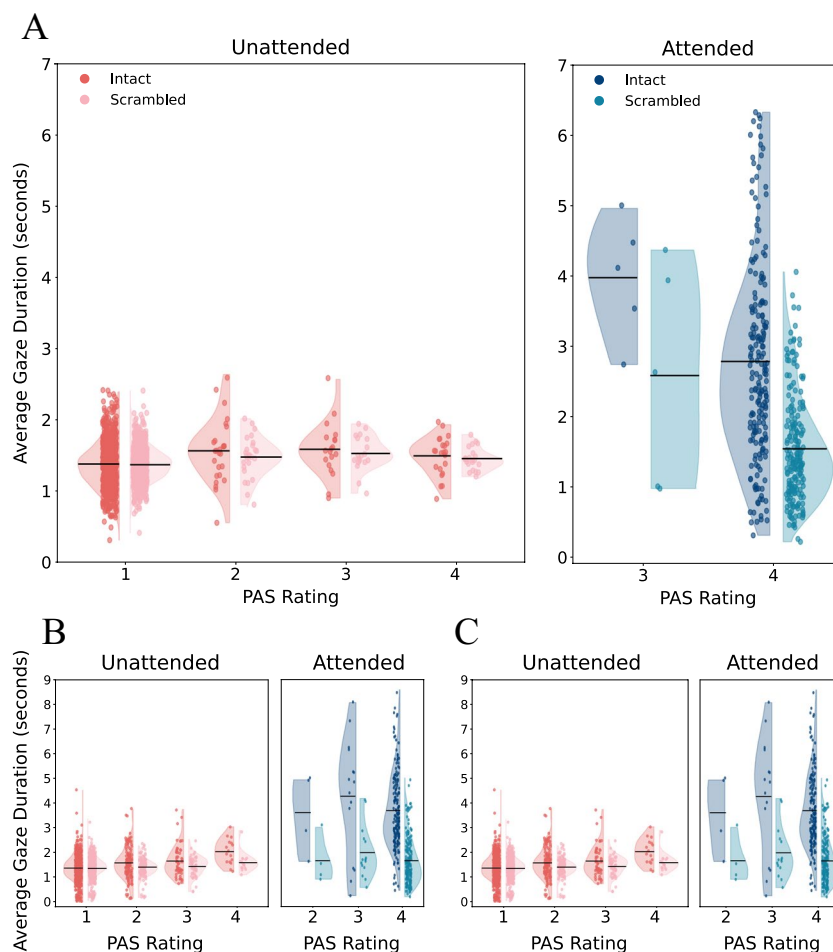 A
Unattended
Attended
Intact
Scrambled
Intact
Scrambled
Average Gaze Duration (seconds)
7
6
5
4
3
2
1
0
1 2 3 4
PAS Rating
7
6
5
4
3
2
1
0
3 4
PAS Rating
B
C
Unattended
Attended
Unattended
Attended
Average Gaze Duration (seconds)
9
8
7
6
5
4
3
2
1
0
1 2 3 4
2 3 4
PAS Rating
PAS Rating
9
8
7
6
5
4
3
2
1
0
1 2 3 4
2 3 4
PAS Rating
PAS Rating